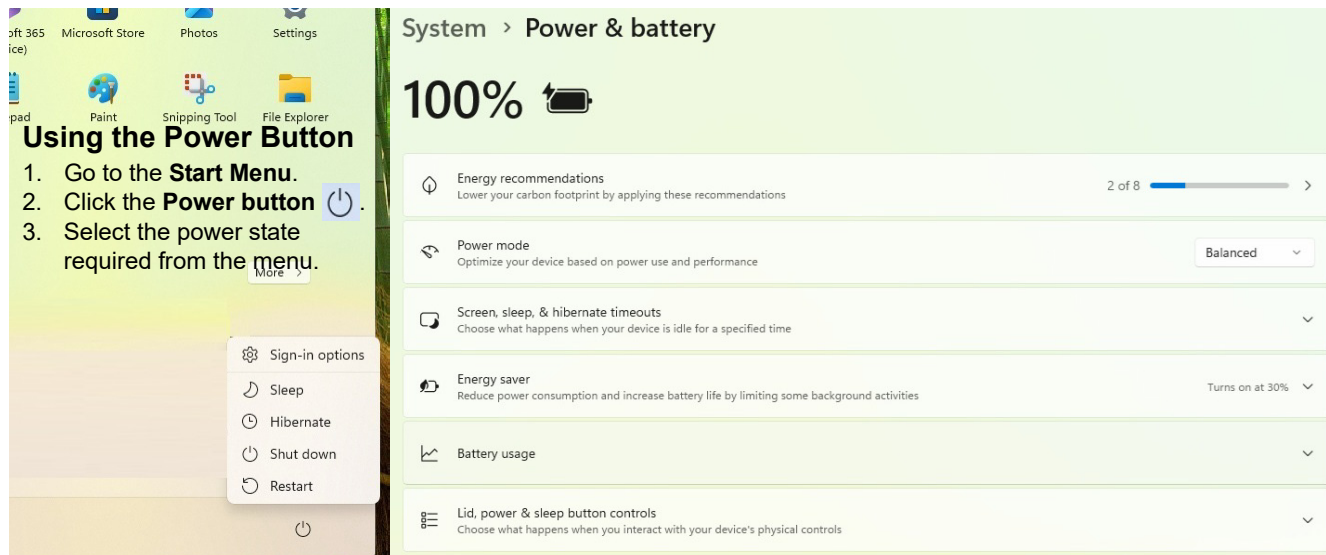 oft 365
ice)
Microsoft Store
Photos
Settings
pad
Paint
Snipping Tool
File Explorer
Using the Power Button
1. Go to the Start Menu.
2. Click the Power button .
3. Select the power state
required from the menu.
More >
Sign-in options
Sleep
Hibernate
Shut down
Restart
System > Power & battery
100%
Energy recommendations
Lower your carbon footprint by applying these recommendations
2 of 8
Power mode
Optimize your device based on power use and performance
Balanced
Screen, sleep, & hibernate timeouts
Choose what happens when your device is idle for a specified time
Energy saver
Reduce power consumption and increase battery life by limiting some background activities
Turns on at 30%
Battery usage
Lid, power & sleep button controls
Choose what happens when you interact with your device's physical controls